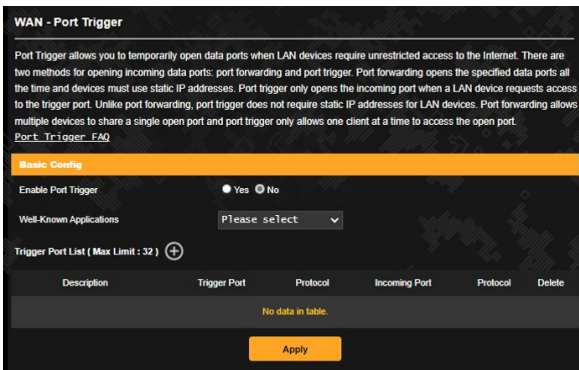 WAN - Port Trigger
Port Trigger allows you to temporarily open data ports when LAN devices require unrestricted access to the Internet. There are
two methods for opening incoming data ports: port forwarding and port trigger. Port forwarding opens the specified data ports all
the time and devices must use static IP addresses. Port trigger only opens the incoming port when a LAN device requests access
to the trigger port. Unlike port forwarding, port trigger does not require static IP addresses for LAN devices. Port forwarding allows
multiple devices to share a single open port and port trigger only allows one client at a time to access the open port.
Port Trigger FAQ
Basic Config
Enable Port Trigger Yes No
Well-Known Applications Please select
Trigger Port List ( Max Limit : 32 )
Description Trigger Port Protocol Incoming Port Protocol Delete
No data in table.
Apply